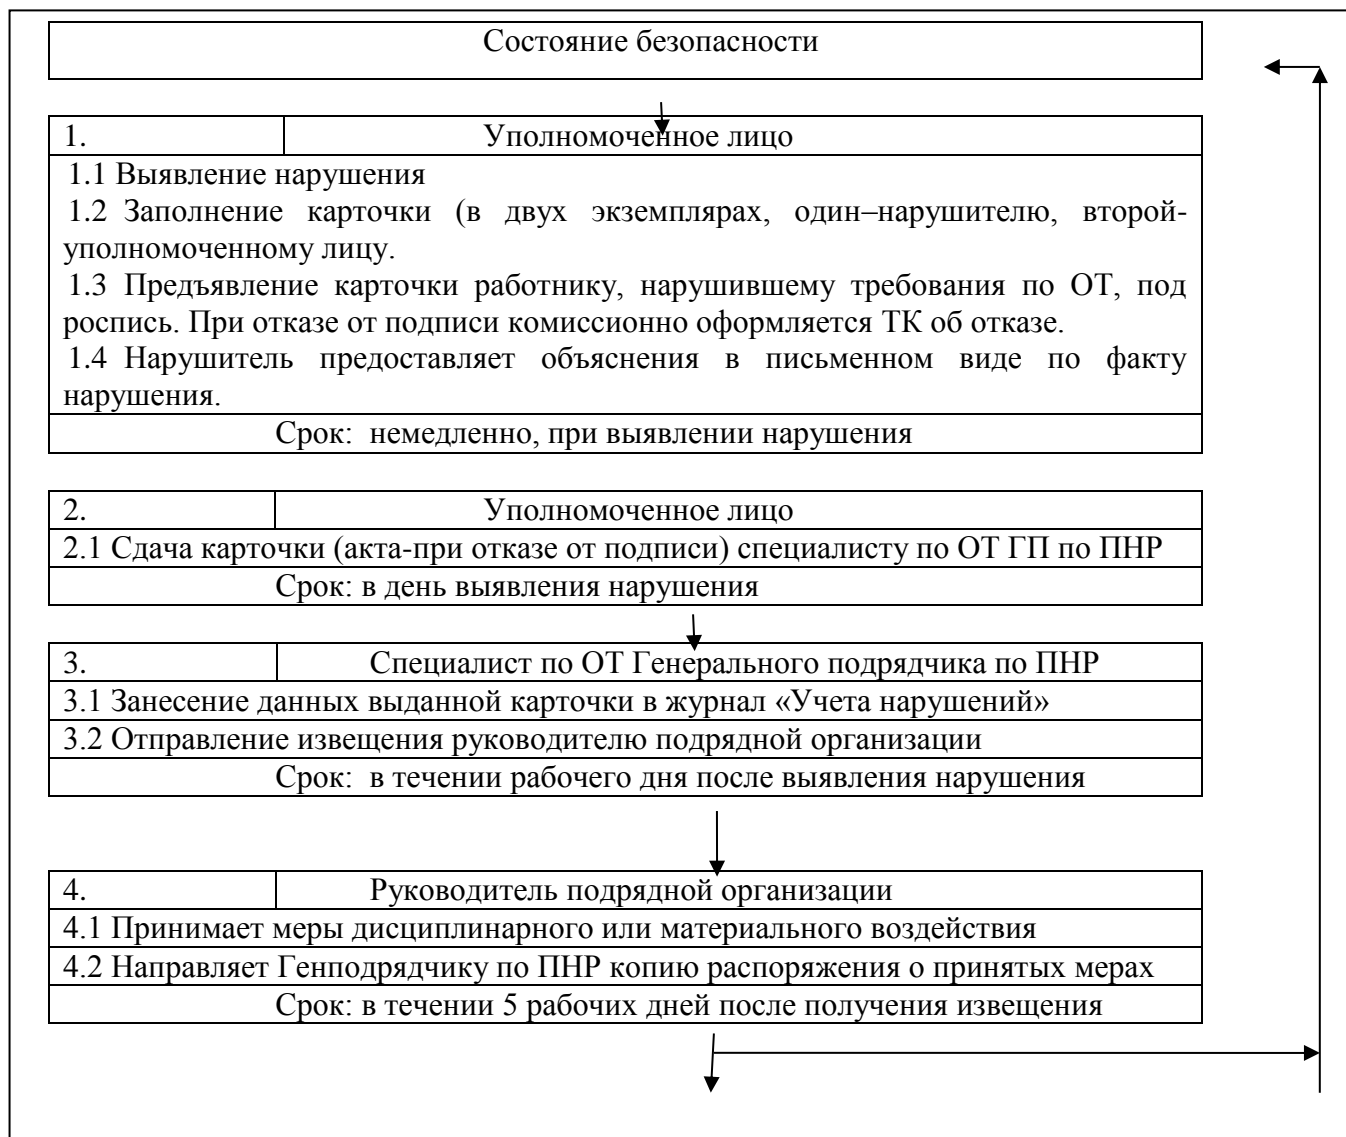 Состояние безопасности
1. Уполномоченное лицо
1.1 Выявление нарушения
1.2 Заполнение карточки (в двух экземплярах, один–нарушителю, второй-
уполномоченному лицу.
1.3 Предъявление карточки работнику, нарушившему требования по ОТ, под
роспись. При отказе от подписи комиссионно оформляется ТК об отказе.
1.4 Нарушитель предоставляет объяснения в письменном виде по факту
нарушения.
Срок: немедленно, при выявлении нарушения
2. Уполномоченное лицо
2.1 Сдача карточки (акта-при отказе от подписи) специалисту по ОТ ГП по ПНР
Срок: в день выявления нарушения
3. Специалист по ОТ Генерального подрядчика по ПНР
3.1 Занесение данных выданной карточки в журнал «Учета нарушений»
3.2 Отправление извещения руководителю подрядной организации
Срок: в течении рабочего дня после выявления нарушения
4. Руководитель подрядной организации
4.1 Принимает меры дисциплинарного или материального воздействия
4.2 Направляет Генподрядчику по ПНР копию распоряжения о принятых мерах
Срок: в течении 5 рабочих дней после получения извещения